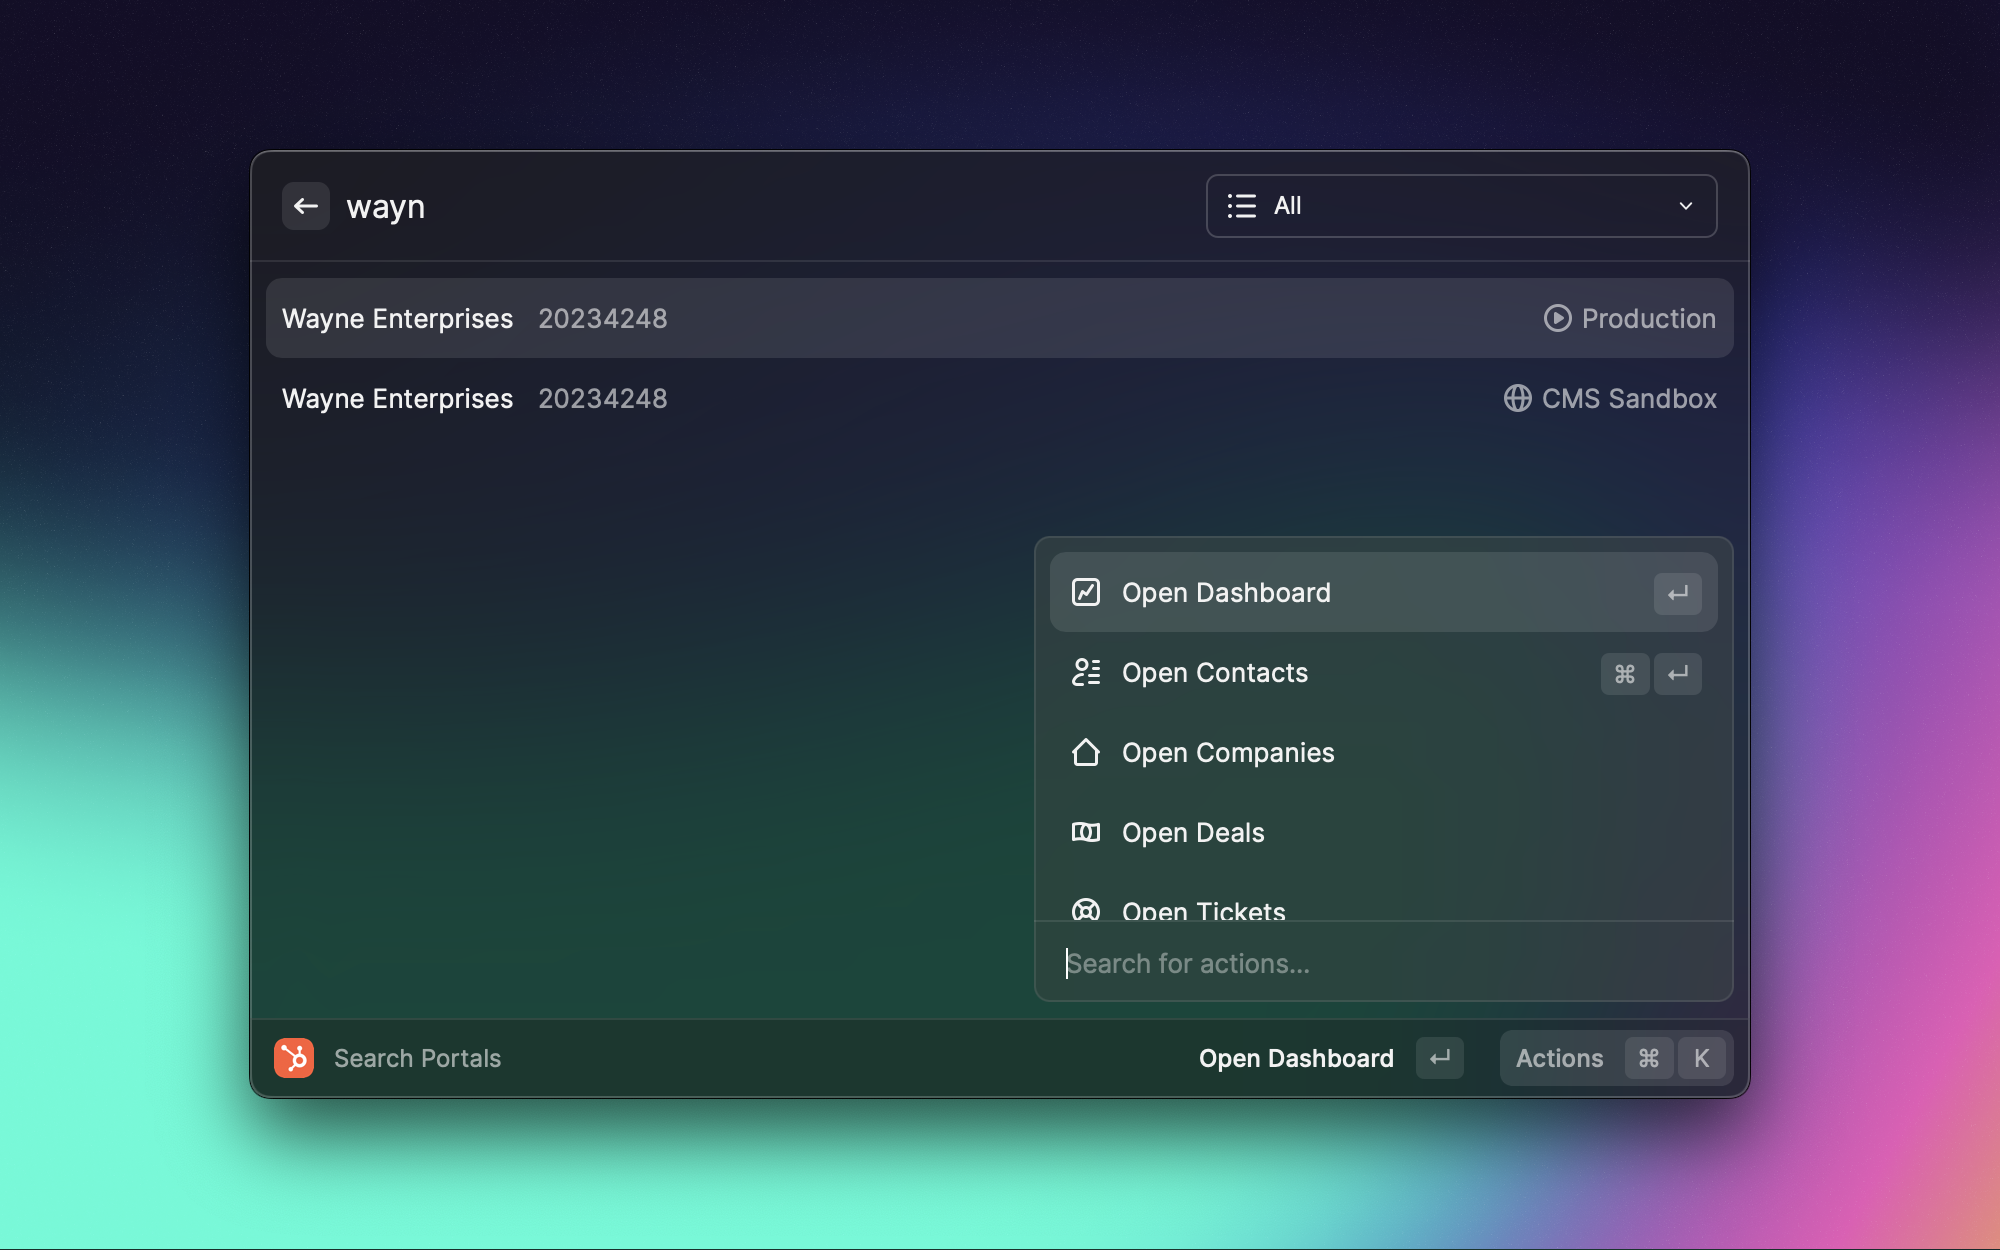 wayn
All
Wayne Enterprises 20234248 Production
Wayne Enterprises 20234248 CMS Sandbox
Open Dashboard ↵
Open Contacts ⌘ ↵
Open Companies
Open Deals
Open Tickets
Search for actions...
Search Portals Open Dashboard ↵ Actions ⌘ K